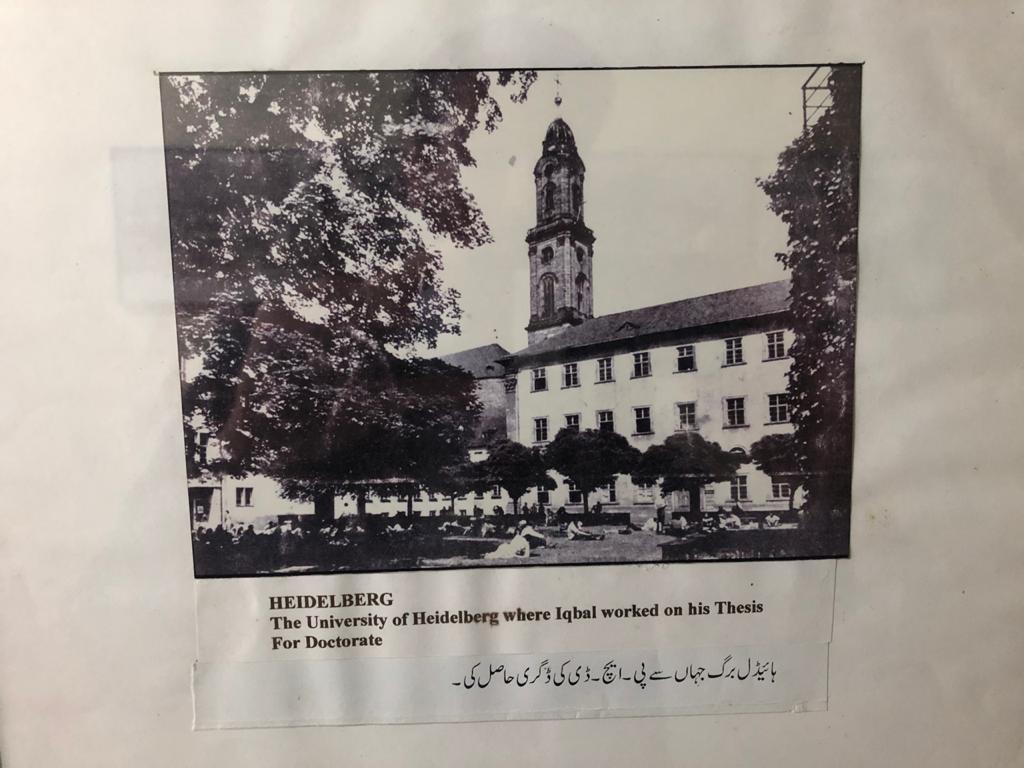 HEIDELBERG
The University of Heidelberg where Iqbal worked on his Thesis
For Doctorate
ہائیڈل برگ جہاں سے پی۔ایچ۔ڈی کی ڈگری حاصل کی۔